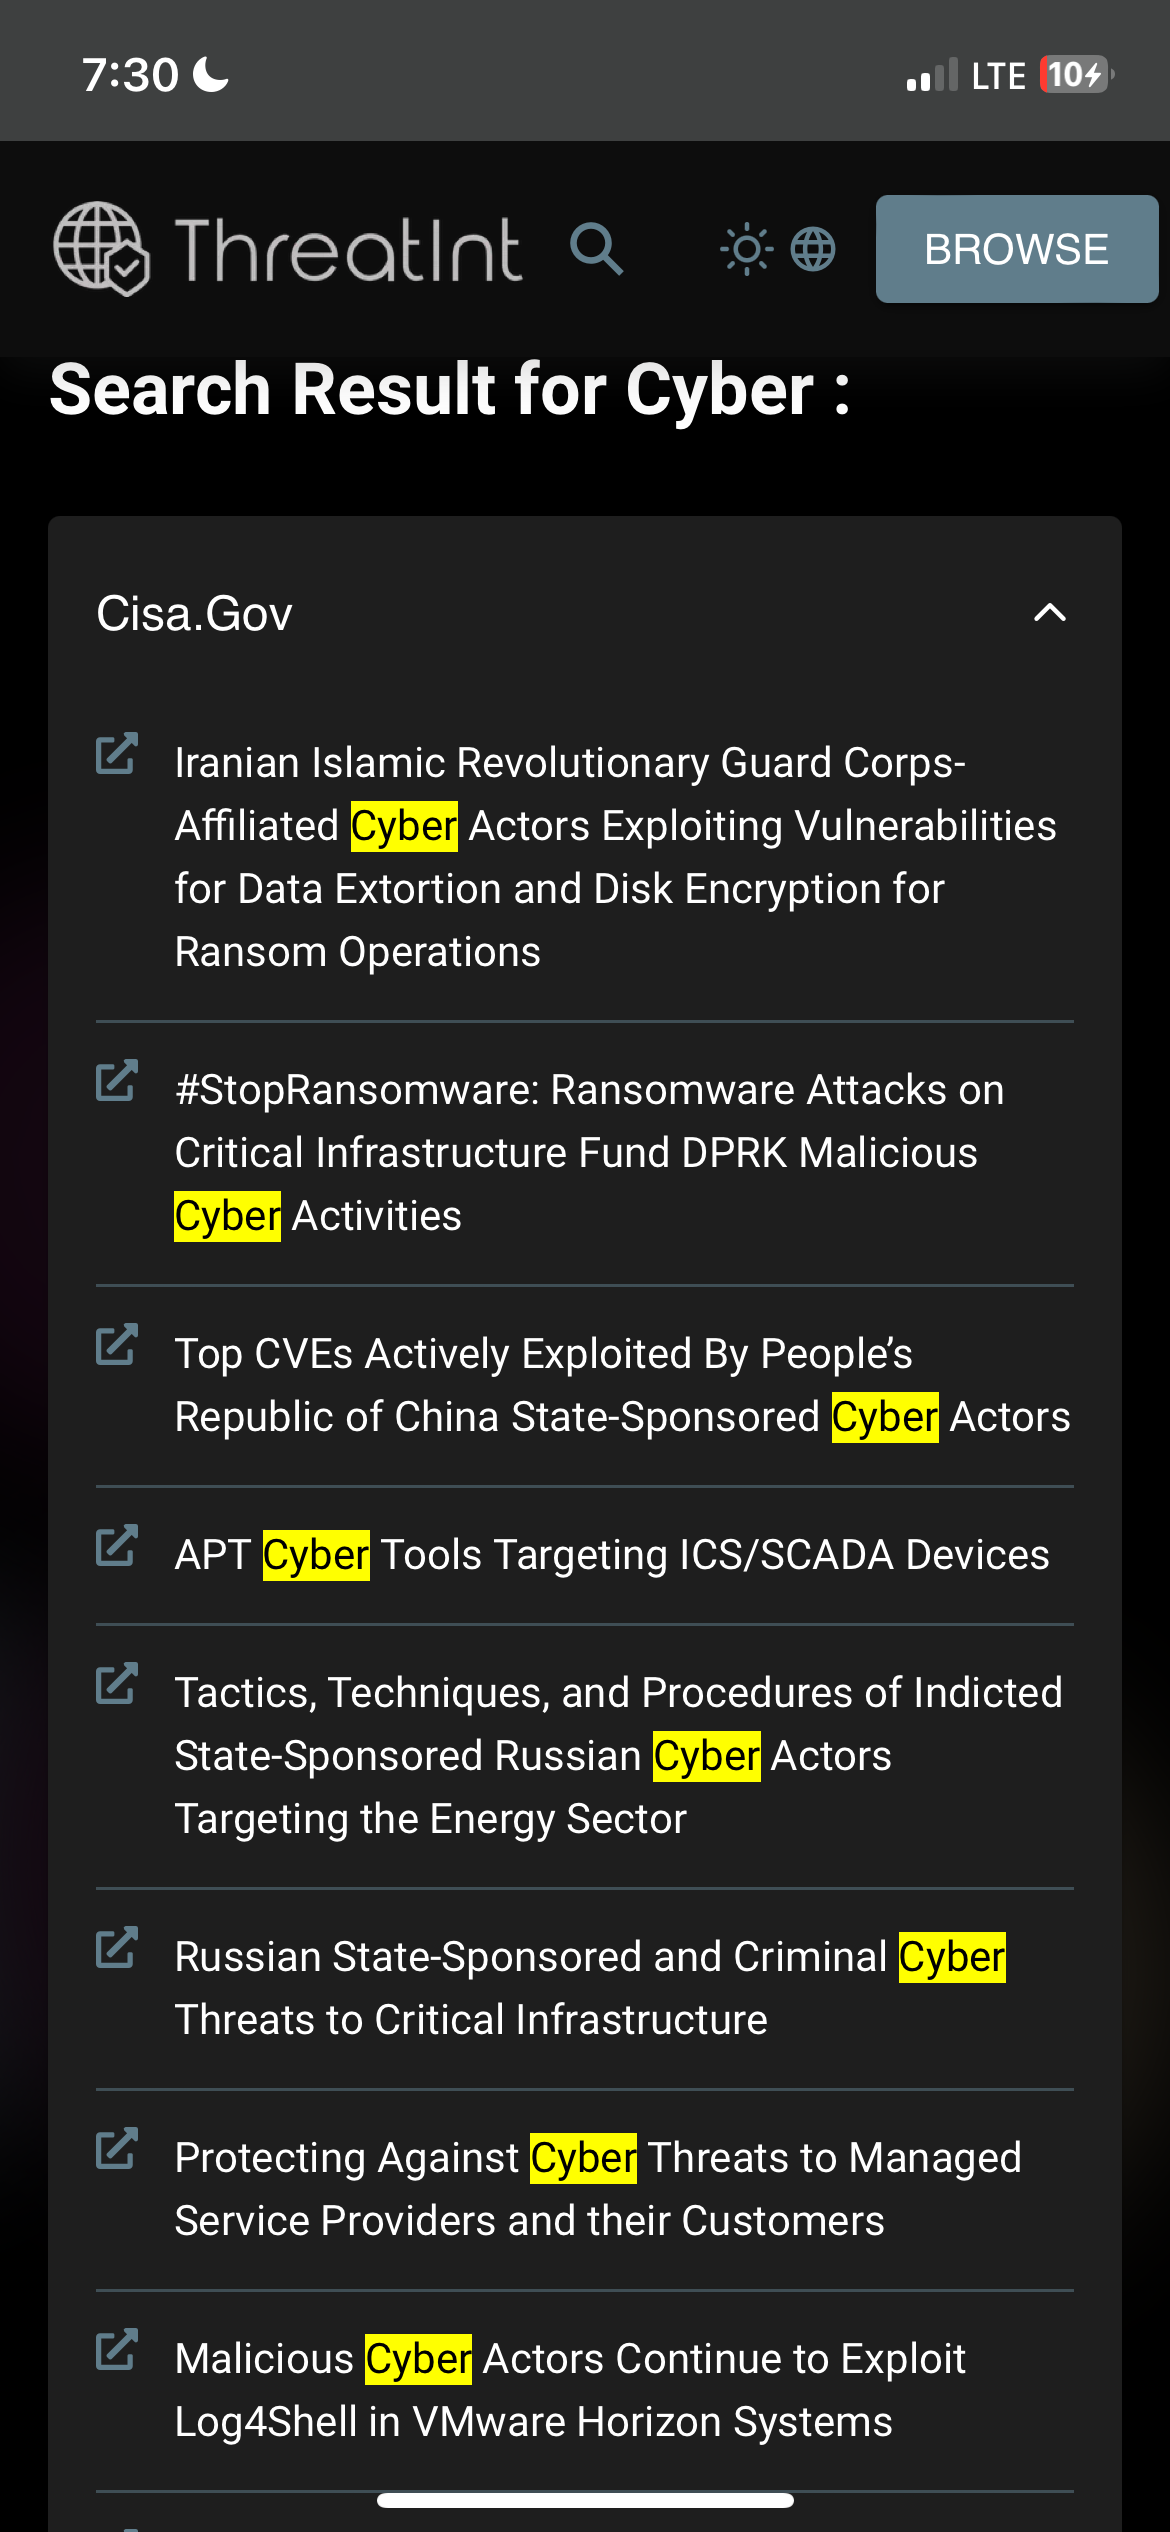 7:30
LTE 10
ThreatInt
BROWSE
Search Result for Cyber :
Cisa.Gov
Iranian Islamic Revolutionary Guard Corps-
Affiliated Cyber Actors Exploiting Vulnerabilities
for Data Extortion and Disk Encryption for
Ransom Operations
#StopRansomware: Ransomware Attacks on
Critical Infrastructure Fund DPRK Malicious
Cyber Activities
Top CVEs Actively Exploited By People’s
Republic of China State-Sponsored Cyber Actors
APT Cyber Tools Targeting ICS/SCADA Devices
Tactics, Techniques, and Procedures of Indicted
State-Sponsored Russian Cyber Actors
Targeting the Energy Sector
Russian State-Sponsored and Criminal Cyber
Threats to Critical Infrastructure
Protecting Against Cyber Threats to Managed
Service Providers and their Customers
Malicious Cyber Actors Continue to Exploit
Log4Shell in VMware Horizon Systems